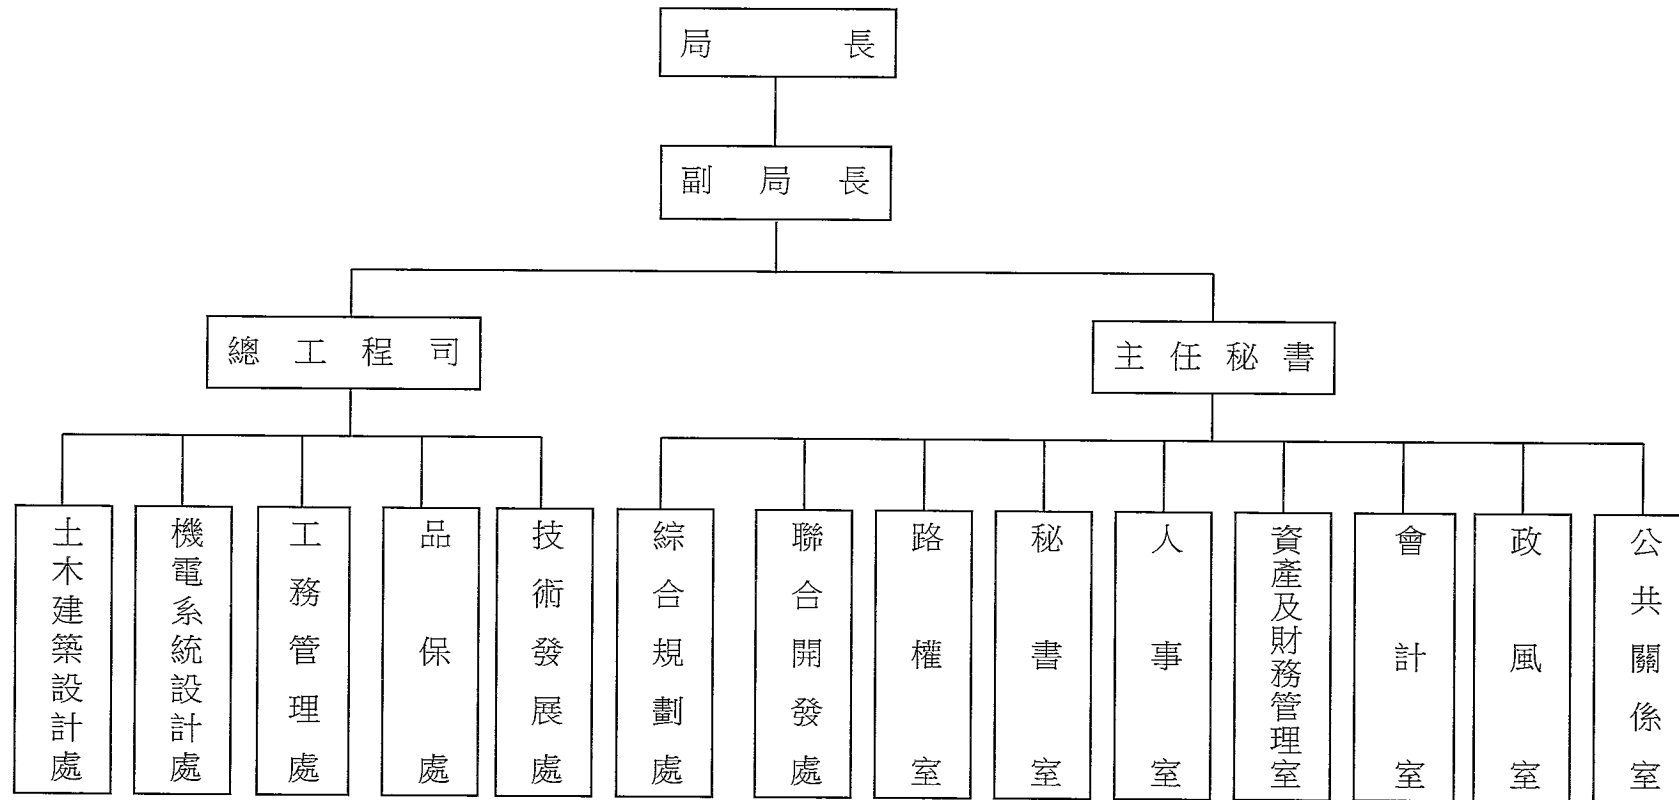 局長
副局長
總工程司
主任秘書
土木建築設計處
機電系統設計處
工務管理處
品保處
技術發展處
綜合規劃處
聯合開發處
路權室
秘書室
人事室
資產及財務管理室
會計室
政風室
公共關係室